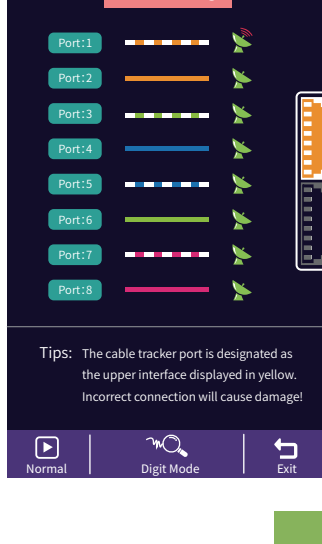 Port:1
Port:2
Port:3
Port:4
Port:5
Port:6
Port:7
Port:8
Tips: The cable tracker port is designated as
the upper interface displayed in yellow.
Incorrect connection will cause damage!
Normal Digit Mode Exit